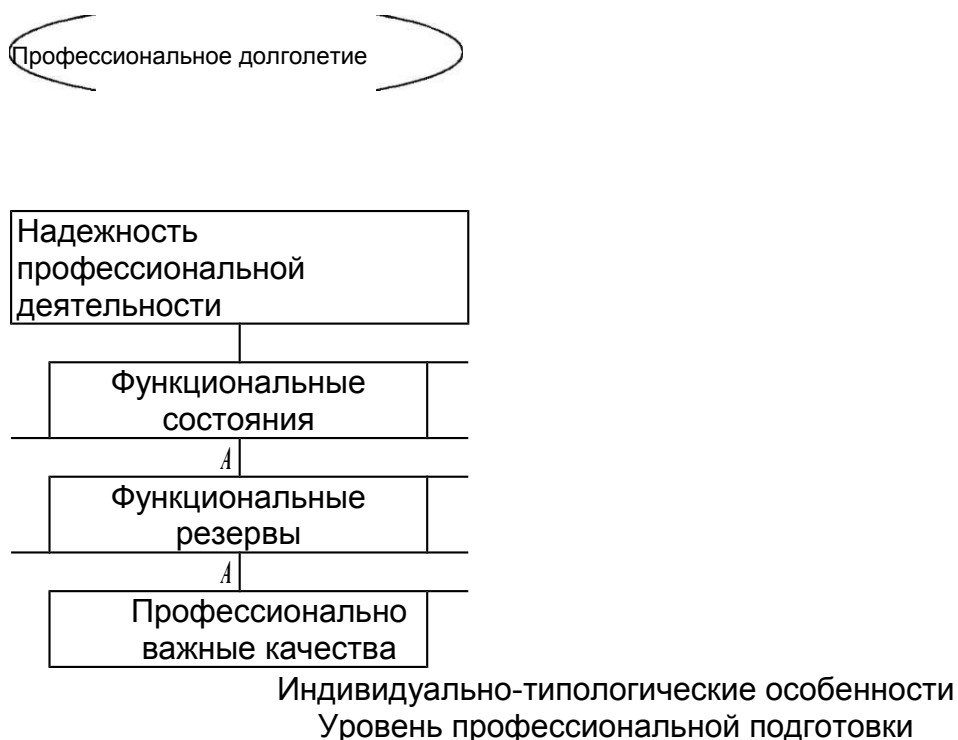 Профессиональное долголетие
Надежность
профессиональной
деятельности
Функциональные
состояния
A
Функциональные
резервы
A
Профессионально
важные качества
Индивидуально-типологические особенности
Уровень профессиональной подготовки